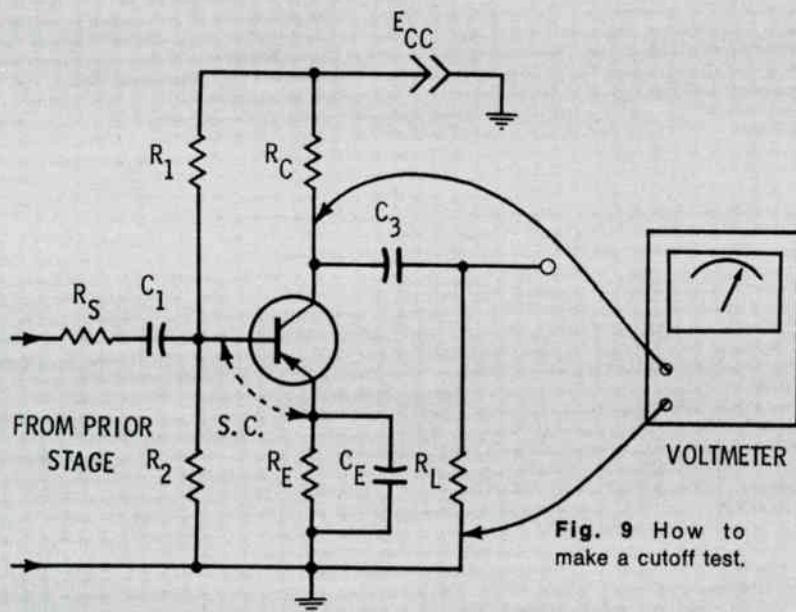 E_CC
R_1
R_C
C_3
R_S
C_1
FROM PRIOR
STAGE
S.C.
R_2
R_E
C_E
R_L
VOLTMETER
Fig. 9 How to
make a cutoff test.